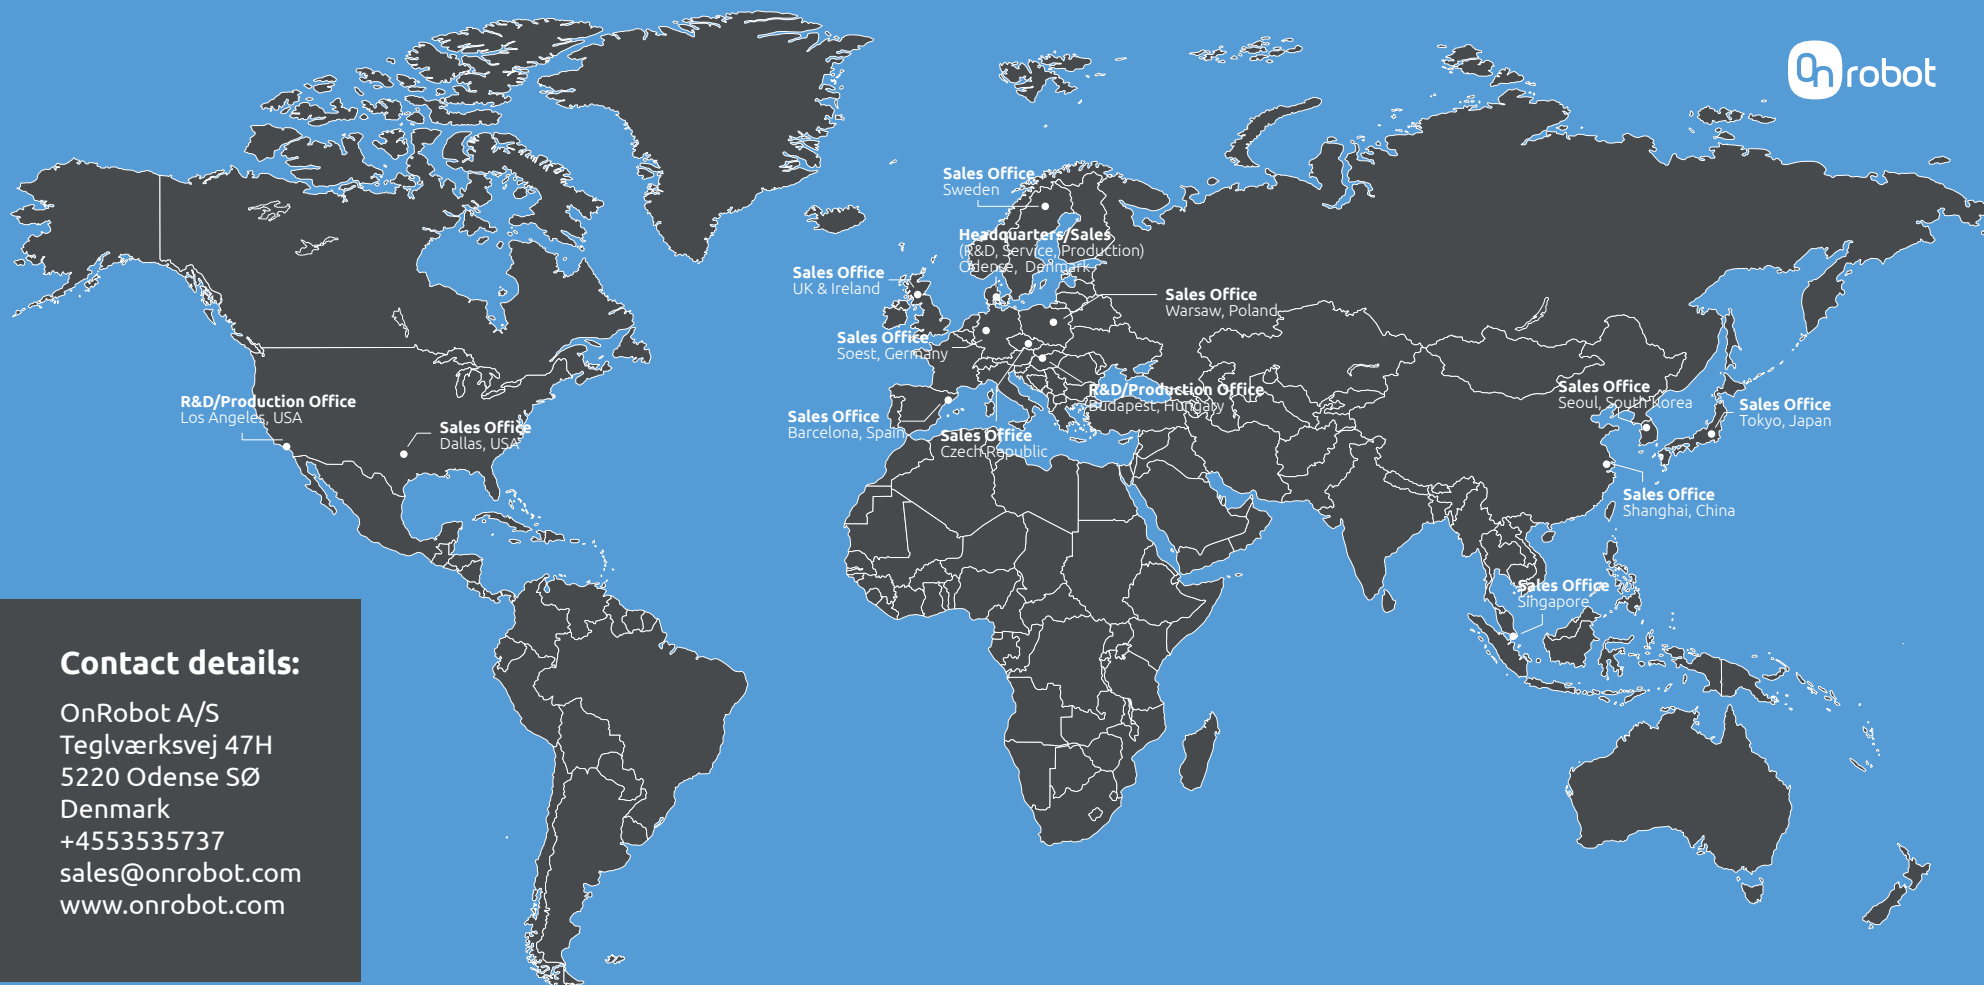 Onrobot
Sales Office
Sweden
Headquarters/Sales
(R&D, Service, Production)
Odense, Denmark
Sales Office
UK & Ireland
Sales Office
Warsaw, Poland
Sales Office
Soest, Germany
R&D/Production Office
Budapest, Hungary
Sales Office
Seoul, South Korea
Sales Office
Tokyo, Japan
R&D/Production Office
Los Angeles, USA
Sales Office
Dallas, USA
Sales Office
Barcelona, Spain
Sales Office
Czech Republic
Sales Office
Shanghai, China
Sales Office
Singapore
Contact details:
OnRobot A/S
Teglværksvej 47H
5220 Odense SØ
Denmark
+4553535737
sales@onrobot.com
www.onrobot.com